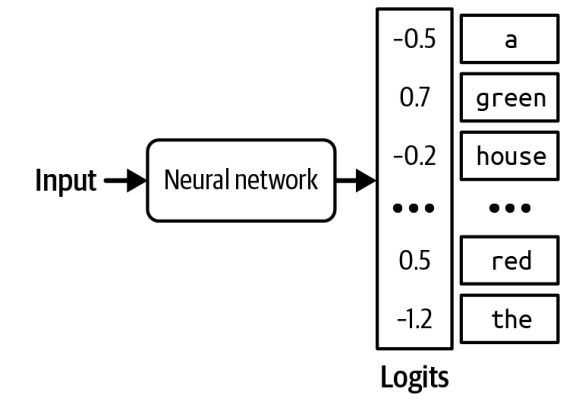 -0.5 a
0.7 green
-0.2 house
Input Neural network
... ...
0.5 red
-1.2 the
Logits